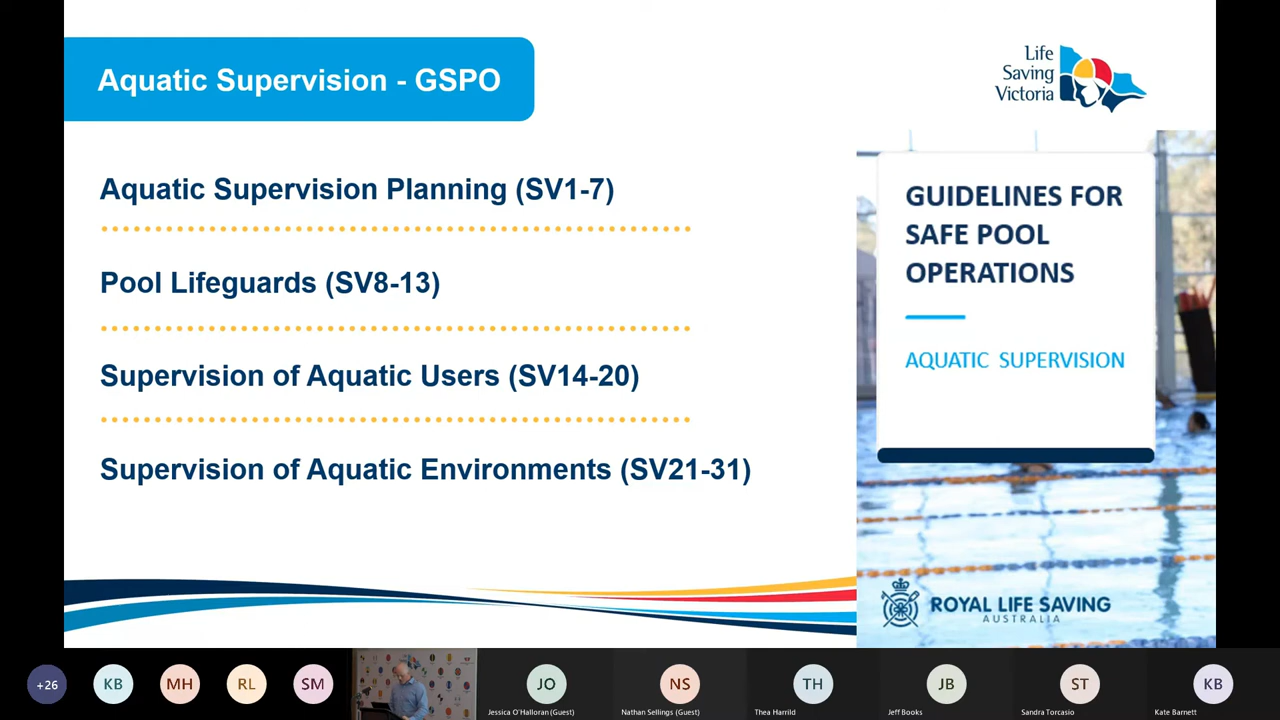 Aquatic Supervision - GSPO
Life
Saving
Victoria
Aquatic Supervision Planning (SV1-7)
Pool Lifeguards (SV8-13)
Supervision of Aquatic Users (SV14-20)
Supervision of Aquatic Environments (SV21-31)
GUIDELINES FOR
SAFE POOL
OPERATIONS
AQUATIC SUPERVISION
ROYAL LIFE SAVING
AUSTRALIA
+26
KB
MH
RL
SM
JO
NS
TH
JB
ST
KB
Jessica O'Halloran (Guest)
Nathan Sellings (Guest)
Thea Harrild
Jeff Books
Sandra Torcasio
Kate Barnett